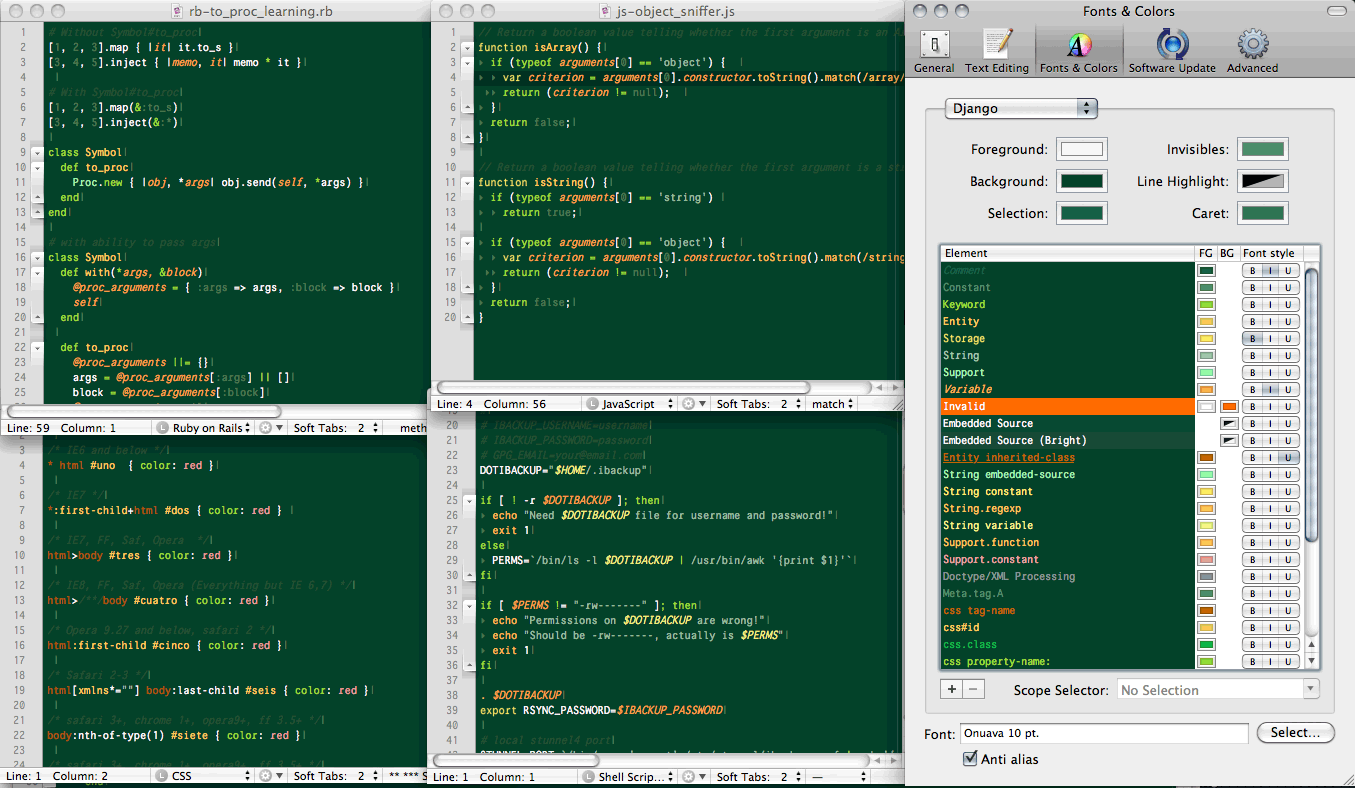 rb-to_proc_learning.rb
1 # Without Symbol#to_proc
2 [1, 2, 3].map { |it| it.to_s }
3 [3, 4, 5].inject { |memo, it| memo * it }
4
5 # With Symbol#to_proc
6 [1, 2, 3].map(&:to_s)
7 [3, 4, 5].inject(&:*)
8
9 class Symbol
10 def to_proc
11 Proc.new { |obj, *args| obj.send(self, *args) }
12 end
13 end
14
15 # with ability to pass args
16 class Symbol
17 def with(*args, &block)
18 @proc_arguments = { :args => args, :block => block }
19 self
20 end
21
22 def to_proc
23 @proc_arguments ||= {}
24 args = @proc_arguments[:args] || []
25 block = @proc_arguments[:block]
Line: 59 Column: 1 Ruby on Rails Soft Tabs: 2 meth
js-object_sniffer.js
1 // Return a boolean value telling whether the first argument is an
2 function isArray() {
3 if (typeof arguments[0] == 'object') {
4 var criterion = arguments[0].constructor.toString().match(/array/
5 return (criterion != null);
6 }
7 return false;
8 }
9
10 // Return a boolean value telling whether the first argument is a
11 function isString() {
12 if (typeof arguments[0] == 'string')
13 return true;
14
15 if (typeof arguments[0] == 'object') {
16 var criterion = arguments[0].constructor.toString().match(/string
17 return (criterion != null);
18 }
19 return false;
20 }
Line: 4 Column: 56 JavaScript Soft Tabs: 2 match
3 /* IE6 and below */
4 * html #uno { color: red }
5
6 /* IE7 */
7 *:first-child+html #dos { color: red }
8
9 /* IE7, FF, Saf, Opera */
10 html>body #tres { color: red }
11
12 /* IE8, FF, Saf, Opera (Everything but IE 6,7) */
13 html>/**/body #cuatro { color: red }
14
15 /* Opera 9.27 and below, safari 2 */
16 html:first-child #cinco { color: red }
17
18 /* Safari 2-3 */
19 html[xmlns*=""] body:last-child #seis { color: red }
20
21 /* safari 3+, chrome 1+, opera9+, ff 3.5+ */
22 body:nth-of-type(1) #siete { color: red }
23
24 /* safari 3+, chrome 1+, opera9+, ff 3.5+ */
Line: 1 Column: 2 CSS Soft Tabs: 2 ** *** S
20 # IBACKUP_USERNAME=username
21 # IBACKUP_PASSWORD=password
22 # GPG_EMAIL=your@email.com
23 DOTIBACKUP="$HOME/.ibackup"
24
25 if [ ! -r $DOTIBACKUP ]; then
26 echo "Need $DOTIBACKUP file for username and password!"
27 exit 1
28 else
29 PERMS=`/bin/ls -l $DOTIBACKUP | /usr/bin/awk '{print $1}'`
30 fi
31
32 if [ $PERMS != "-rw-------" ]; then
33 echo "Permissions on $DOTIBACKUP are wrong!"
34 echo "Should be -rw-------, actually is $PERMS"
35 exit 1
36 fi
37
38 . $DOTIBACKUP
39 export RSYNC_PASSWORD=$IBACKUP_PASSWORD
40
41 # local stunnel4 port
Line: 1 Column: 1 Shell Scrip... Soft Tabs: 2 —
Fonts & Colors
General Text Editing Fonts & Colors Software Update Advanced
Django
Foreground: Invisibles:
Background: Line Highlight:
Selection: Caret:
Element FG BG Font style
Comment B I U
Constant B I U
Keyword B I U
Entity B I U
Storage B I U
String B I U
Support B I U
Variable B I U
Invalid B I U
Embedded Source B I U
Embedded Source (Bright) B I U
Entity inherited-class B I U
String embedded-source B I U
String constant B I U
String.regexp B I U
String variable B I U
Support.function B I U
Support.constant B I U
Doctype/XML Processing B I U
Meta.tag.A B I U
css tag-name B I U
css#id B I U
css.class B I U
css property-name: B I U
+ − Scope Selector: No Selection
Font: Onuava 10 pt. Select...
Anti alias